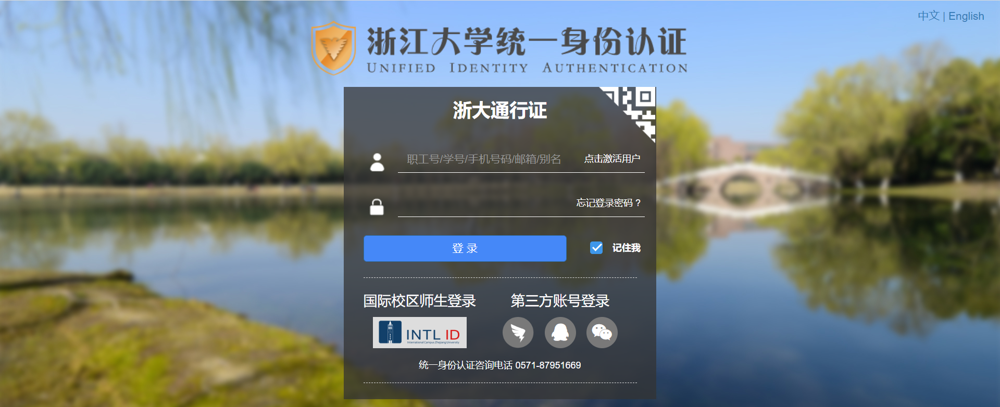 中文 | English
浙江大学统一身份认证
UNIFIED IDENTITY AUTHENTICATION
浙大通行证
职工号/学号/手机号码/邮箱/别名
点击激活用户
忘记登录密码？
登 录
记住我
国际校区师生登录
第三方账号登录
INTL ID
International Campus Zhejiang University
统一身份认证咨询电话 0571-87951669